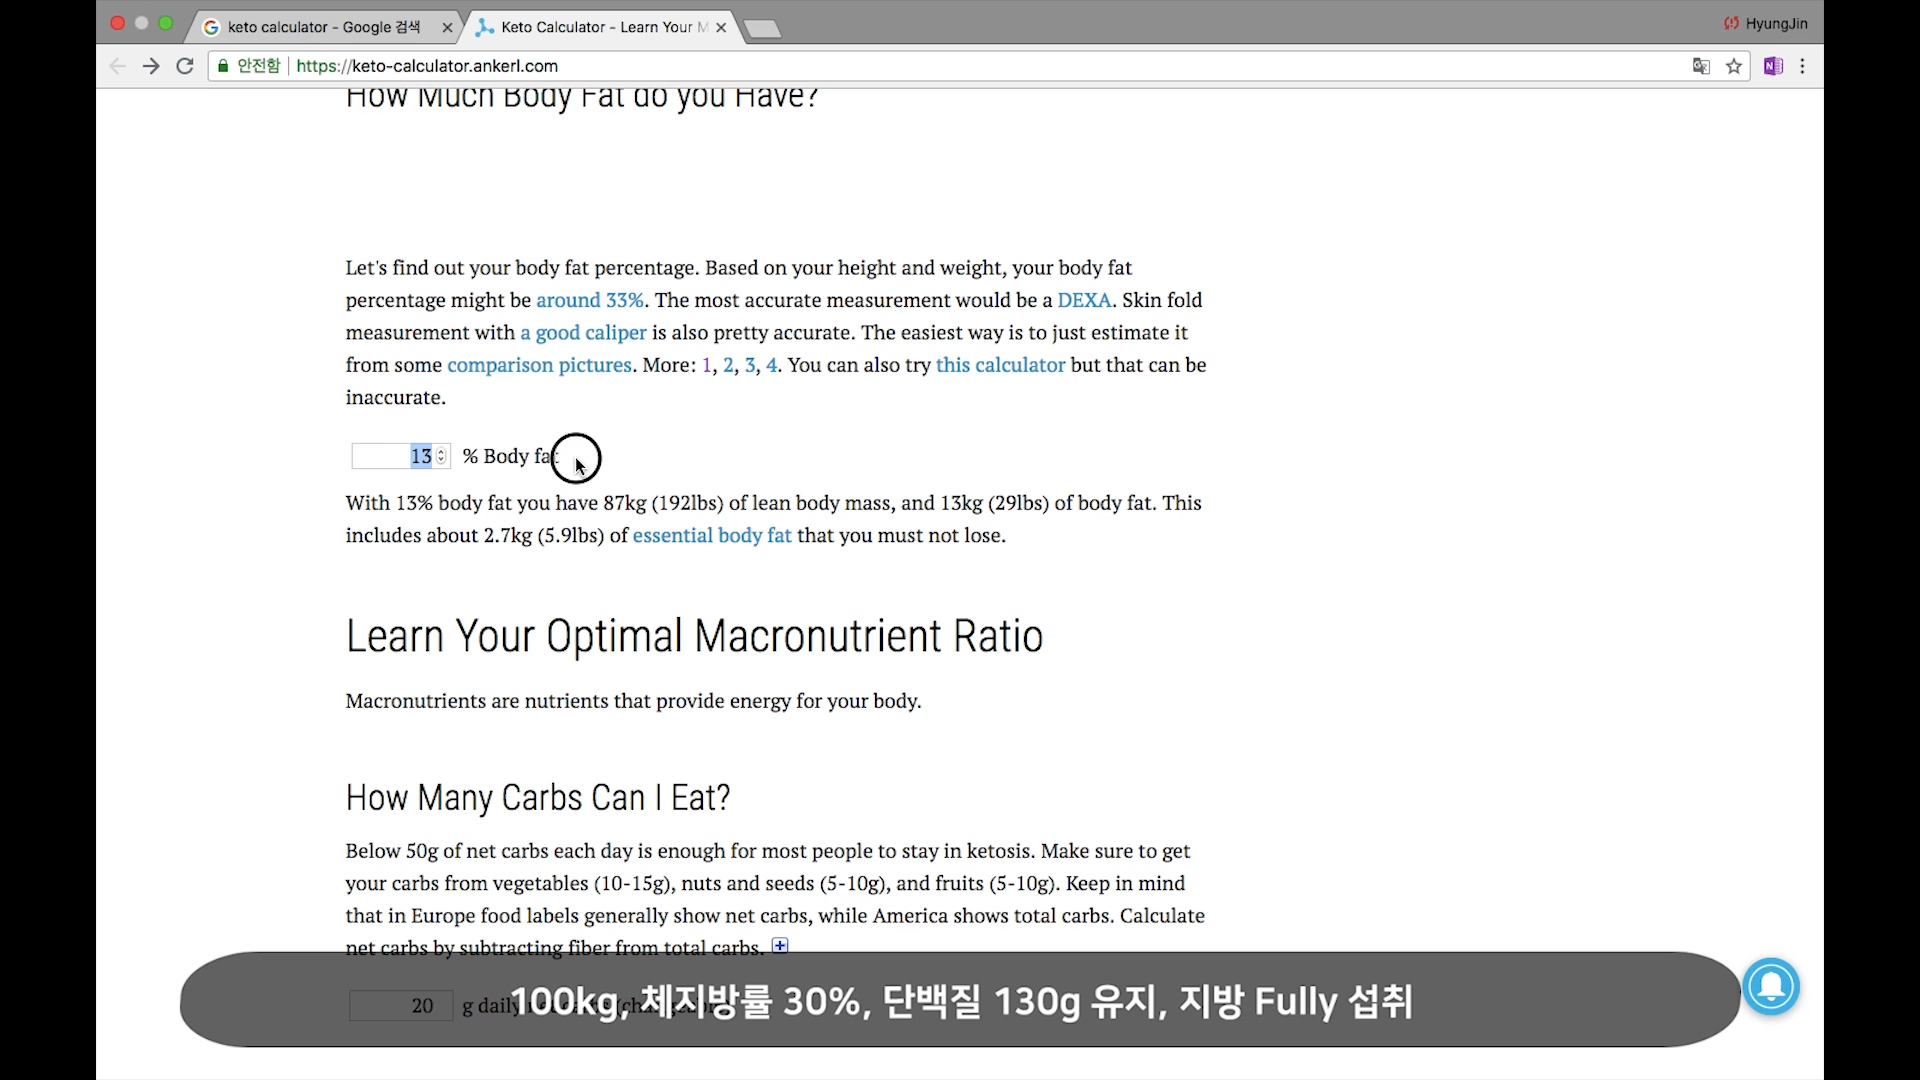 keto calculator - Google 검색
Keto Calculator - Learn Your M
HyungJin
안전함
https://keto-calculator.ankerl.com
How Much Body Fat do you Have?
Let's find out your body fat percentage. Based on your height and weight, your body fat
percentage might be around 33%. The most accurate measurement would be a DEXA. Skin fold
measurement with a good caliper is also pretty accurate. The easiest way is to just estimate it
from some comparison pictures. More: 1, 2, 3, 4. You can also try this calculator but that can be
inaccurate.
13 % Body fat
With 13% body fat you have 87kg (192lbs) of lean body mass, and 13kg (29lbs) of body fat. This
includes about 2.7kg (5.9lbs) of essential body fat that you must not lose.
Learn Your Optimal Macronutrient Ratio
Macronutrients are nutrients that provide energy for your body.
How Many Carbs Can I Eat?
Below 50g of net carbs each day is enough for most people to stay in ketosis. Make sure to get
your carbs from vegetables (10-15g), nuts and seeds (5-10g), and fruits (5-10g). Keep in mind
that in Europe food labels generally show net carbs, while America shows total carbs. Calculate
net carbs by subtracting fiber from total carbs.
20 g daily
100kg, 체지방률 30%, 단백질 130g 유지, 지방 Fully 섭취